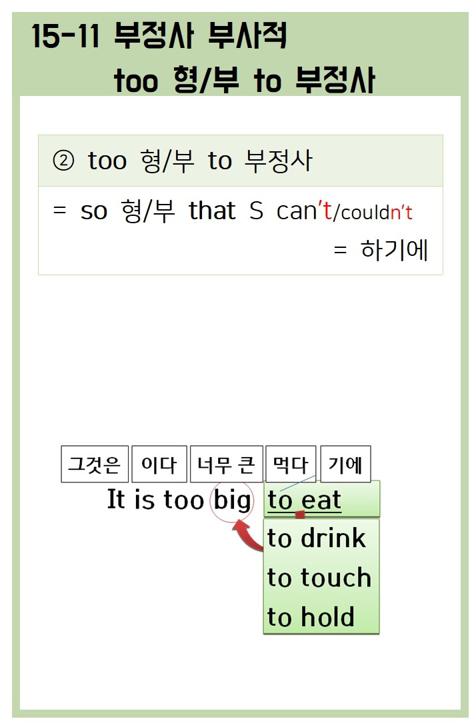 15-11 부정사 부사적
too 형/부 to 부정사
② too 형/부 to 부정사
= so 형/부 that S can't/couldn't
= 하기에
그것은 이다 너무 큰 먹다 기에
It is too big to eat
to drink
to touch
to hold